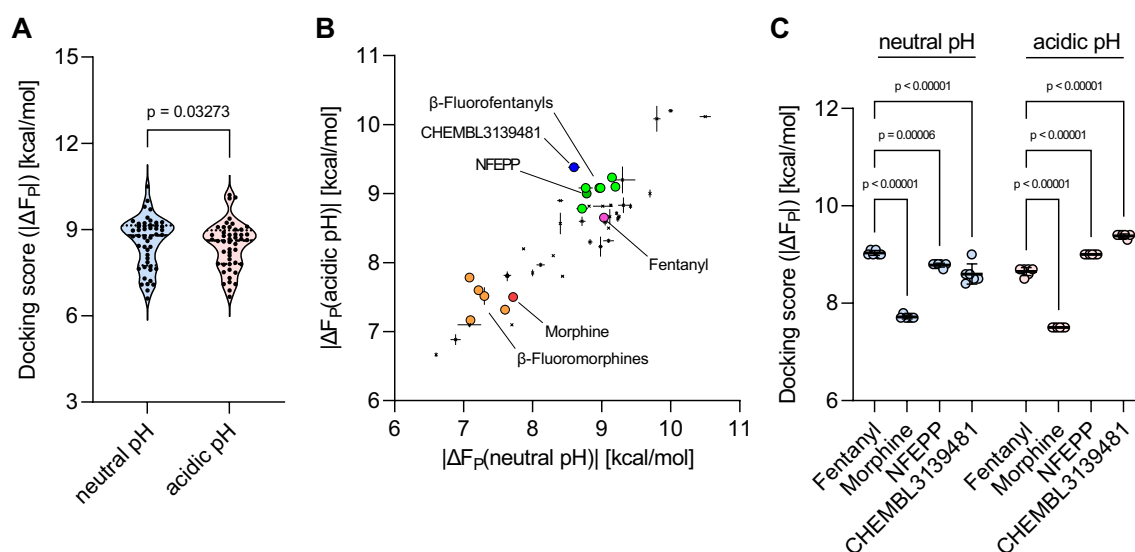 A
Docking score (|ΔF_P|) [kcal/mol]
15
12
9
6
3
p = 0.03273
neutral pH
acidic pH
B
|ΔF_P(acidic pH)| [kcal/mol]
11
10
9
8
7
6
β-Fluorofentanyls
CHEMBL3139481
NFEPP
Fentanyl
Morphine
β-Fluoromorphines
6
7
8
9
10
11
|ΔF_P(neutral pH)| [kcal/mol]
C
neutral pH
acidic pH
Docking score (|ΔF_P|) [kcal/mol]
12
10
8
6
p < 0.00001
p = 0.00006
p < 0.00001
p < 0.00001
p < 0.00001
p < 0.00001
Fentanyl
Morphine
NFEPP
CHEMBL3139481
Fentanyl
Morphine
NFEPP
CHEMBL3139481